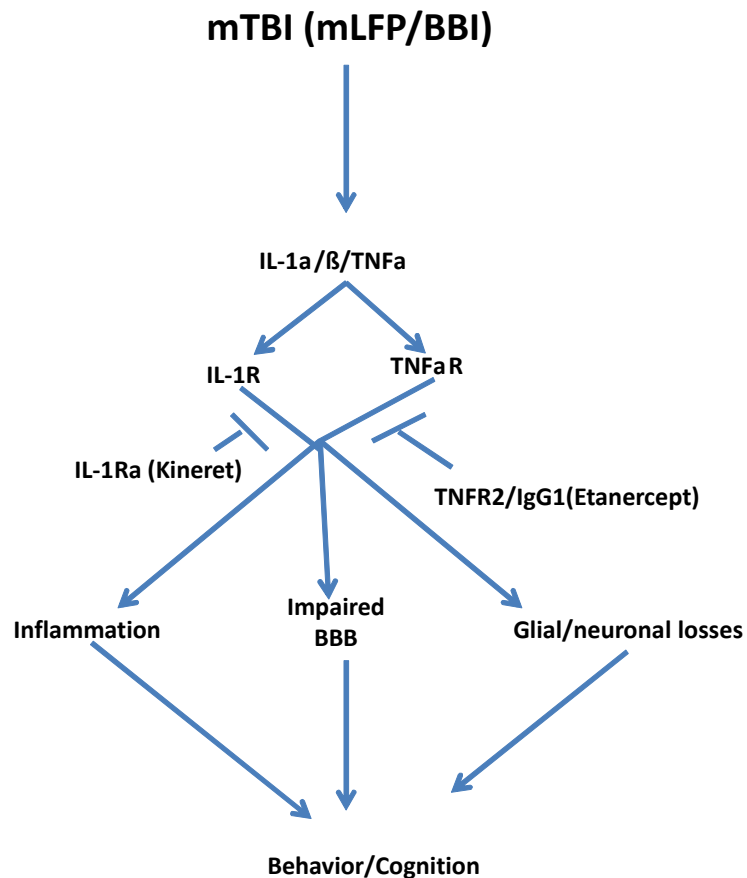 mTBI (mLFP/BBI)
IL-1a/ß/TNFa
IL-1R
TNFaR
IL-1Ra (Kineret)
TNFR2/IgG1(Etanercept)
Inflammation
Impaired
BBB
Glial/neuronal losses
Behavior/Cognition